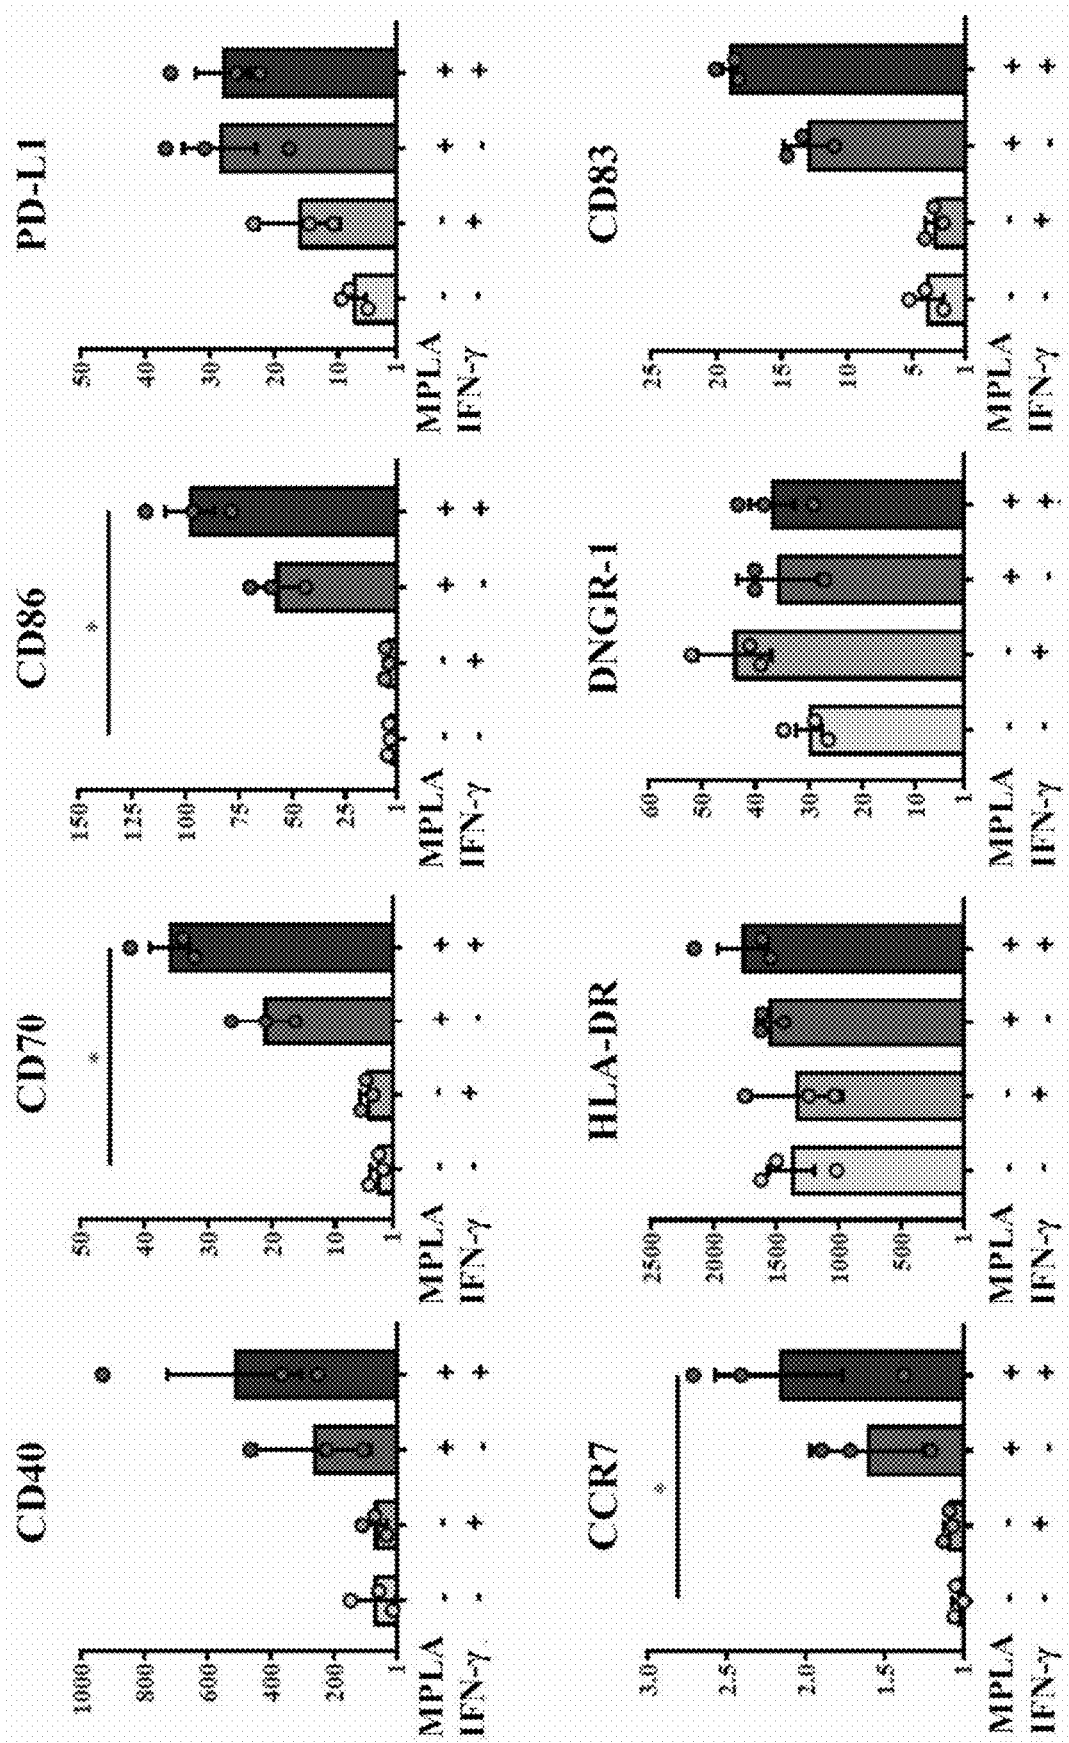 CD40
1000
800
600
400
200
1
MPLA - - + +
IFN-γ - + - +
CD70
*
50
40
30
20
10
1
MPLA - - + +
IFN-γ - + - +
CD86
*
150
125
100
75
50
25
1
MPLA - - + +
IFN-γ - + - +
PD-L1
50
40
30
20
10
1
MPLA - - + +
IFN-γ - + - +
CCR7
*
3.0
2.5
2.0
1.5
1
MPLA - - + +
IFN-γ - + - +
HLA-DR
2500
2000
1500
1000
500
1
MPLA - - + +
IFN-γ - + - +
DNGR-1
60
50
40
30
10
1
MPLA - - + +
IFN-γ - + - +
CD83
25
20
15
10
5
1
MPLA - - + +
IFN-γ - + - +